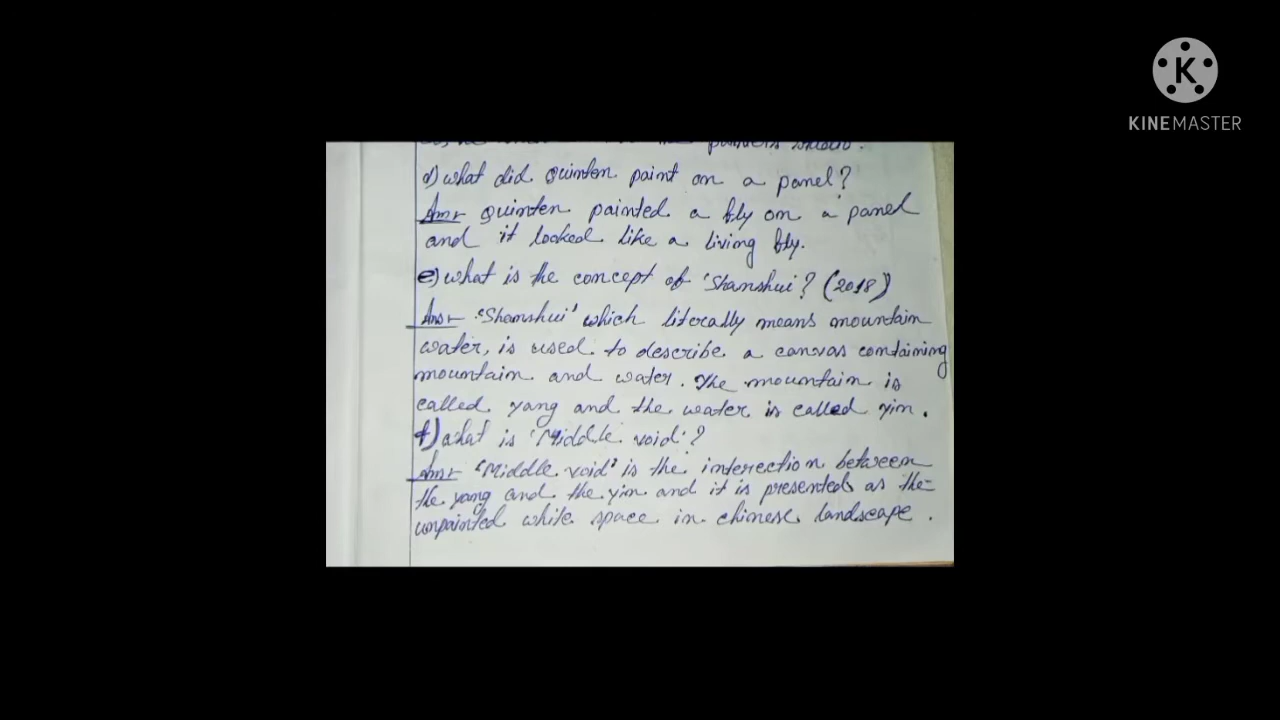 KINEMASTER
painter's studio.
d) what did quinten paint on a panel?
Ans- quinten painted a fly on a panel
and it looked like a living fly.
e) what is the concept of 'Shanshui? (2018)
Ans- 'Shanshui' which literally means mountain
water, is used to describe a canvas containing
mountain and water. The mountain is
called yang and the water is called yin.
f) what is 'Middle void'?
Ans- 'Middle void' is the interection between
the yang and the yin and it is presented as the-
unpainted white space in chinese landscape.